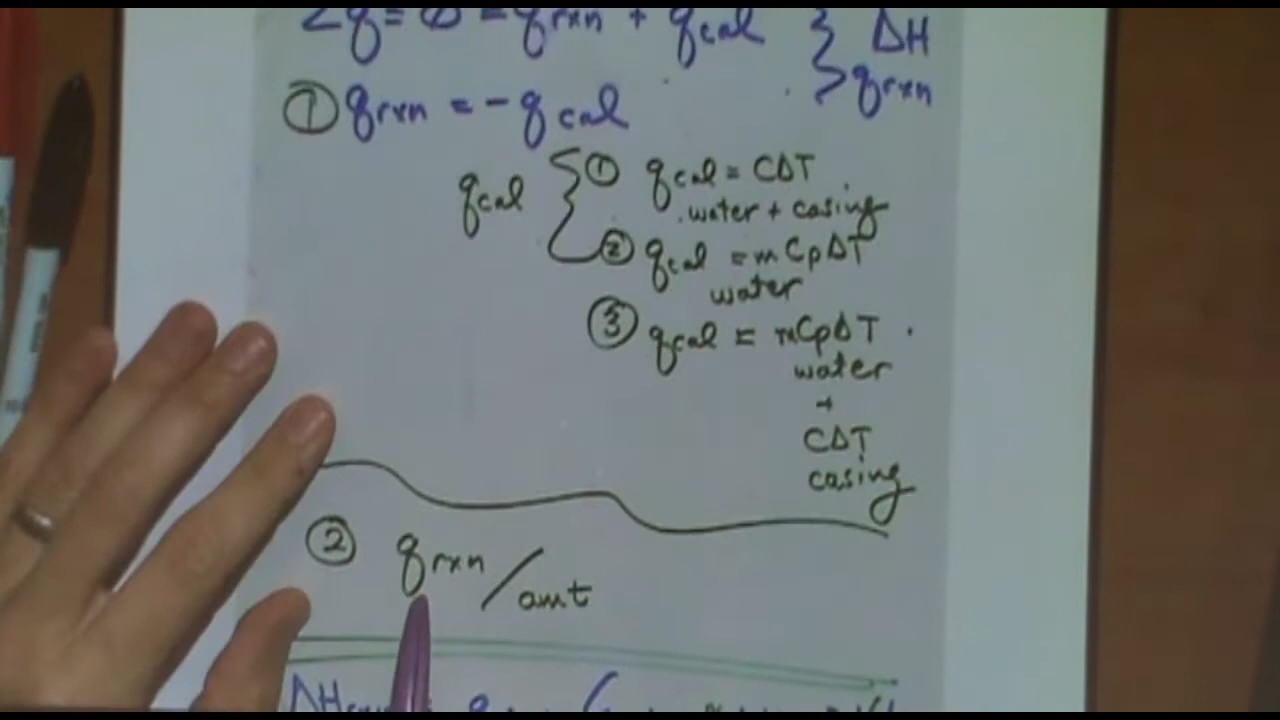 Σq = 0 = qrxn + qcal } ΔH
qrxn
① qrxn = - qcal
qcal { ① qcal = CΔT
water + casing
② qcal = mCpΔT
water
③ qcal = mCpΔT
water
+
CΔT
casing
② qrxn / amt